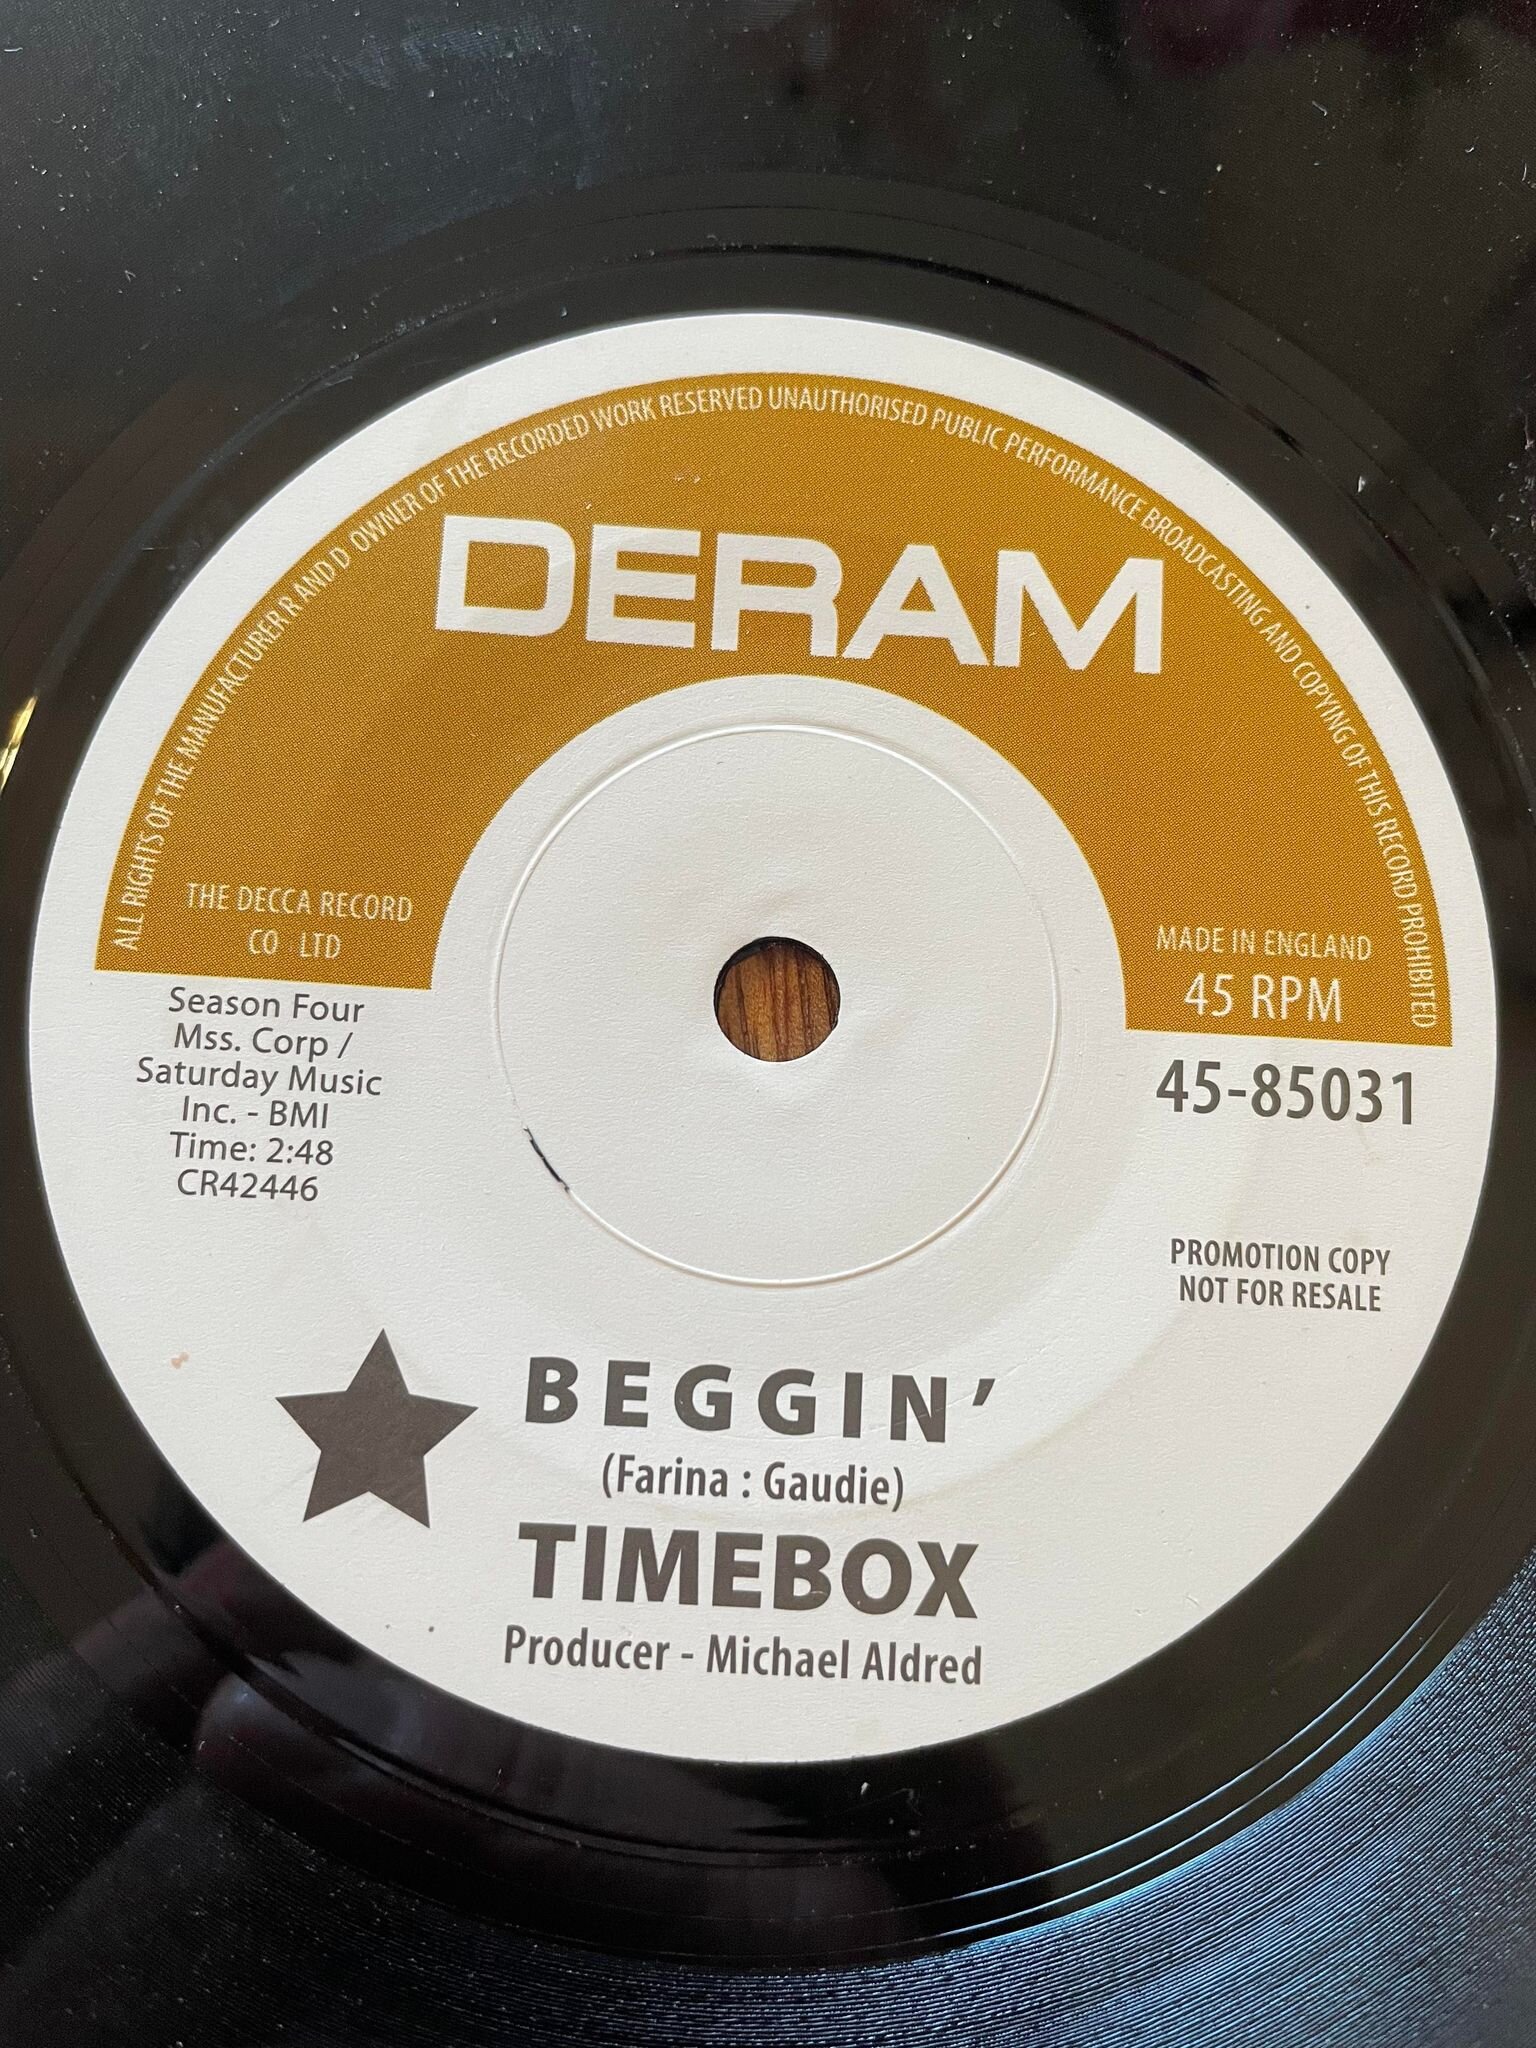 ALL RIGHTS OF THE MANUFACTURER R AND D OWNER OF THE RECORDED WORK RESERVED UNAUTHORISED PUBLIC PERFORMANCE BROADCASTING AND COPYING OF THIS RECORD PROHIBITED
DERAM
THE DECCA RECORD
CO LTD
MADE IN ENGLAND
45 RPM
Season Four
Mss. Corp /
Saturday Music
Inc. - BMI
Time: 2:48
CR42446
45-85031
PROMOTION COPY
NOT FOR RESALE
BEGGIN'
(Farina : Gaudie)
TIMEBOX
Producer - Michael Aldred